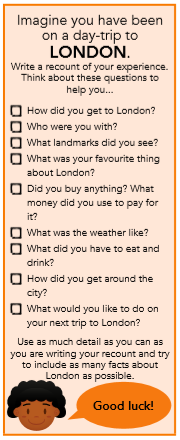 Imagine you have been
on a day-trip to
LONDON.
Write a recount of your experience.
Think about these questions to
help you...
How did you get to London?
Who were you with?
What landmarks did you see?
What was your favourite thing
about London?
Did you buy anything? What
money did you use to pay for
it?
What was the weather like?
What did you have to eat and
drink?
How did you get around the
city?
What would you like to do on
your next trip to London?
Use as much detail as you can as
you are writing your recount and try
to include as many facts about
London as possible.
Good luck!